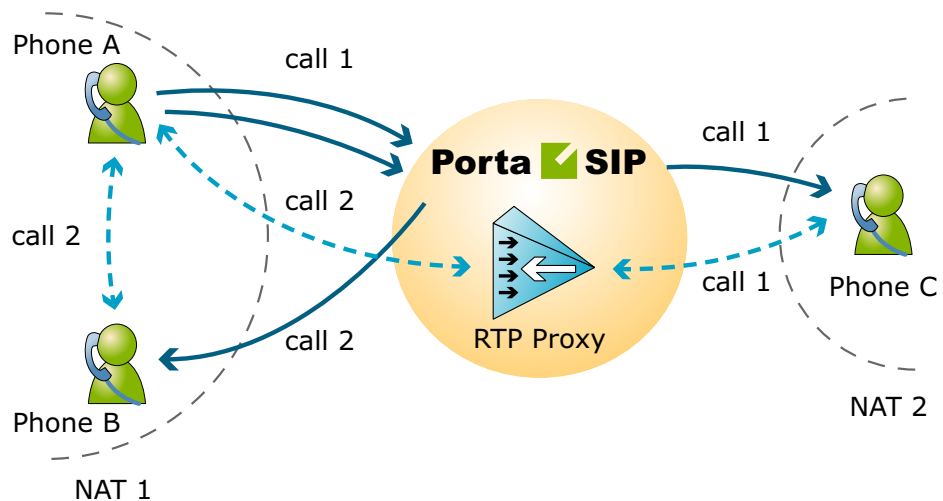 Phone A
call 1
call 1
Porta SIP
call 2
call 2
call 1
Phone C
RTP Proxy
call 2
Phone B
NAT 2
NAT 1